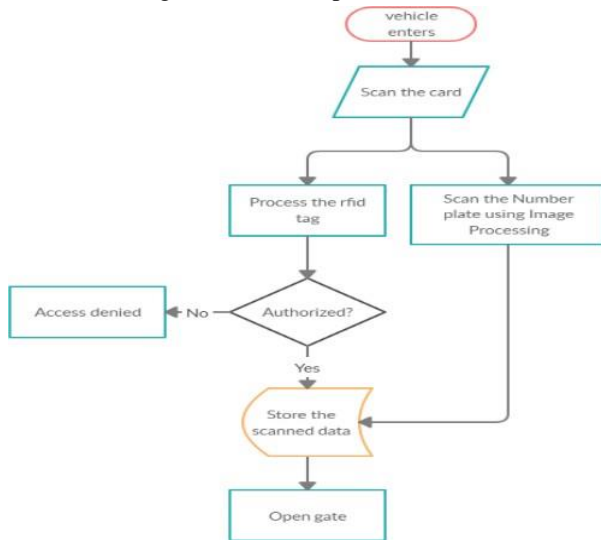 vehicle
enters
Scan the card
Process the rfid
tag
Scan the Number
plate using Image
Processing
Access denied
No
Authorized?
Yes
Store the
scanned data
Open gate